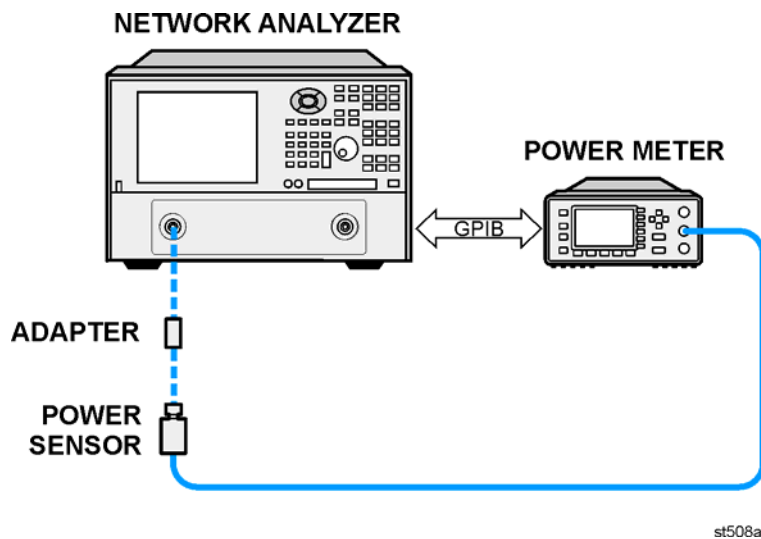 NETWORK ANALYZER
POWER METER
GPIB
ADAPTER
POWER
SENSOR
st508a